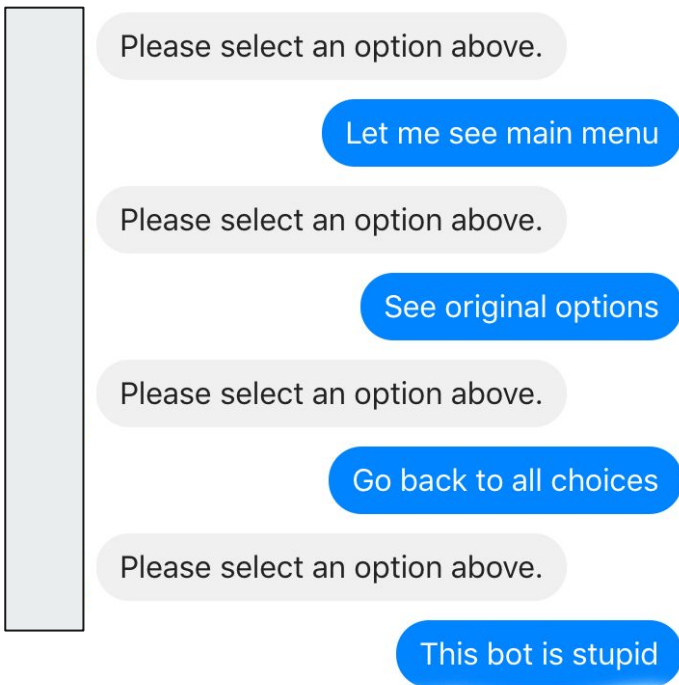 Please select an option above.
Let me see main menu
Please select an option above.
See original options
Please select an option above.
Go back to all choices
Please select an option above.
This bot is stupid